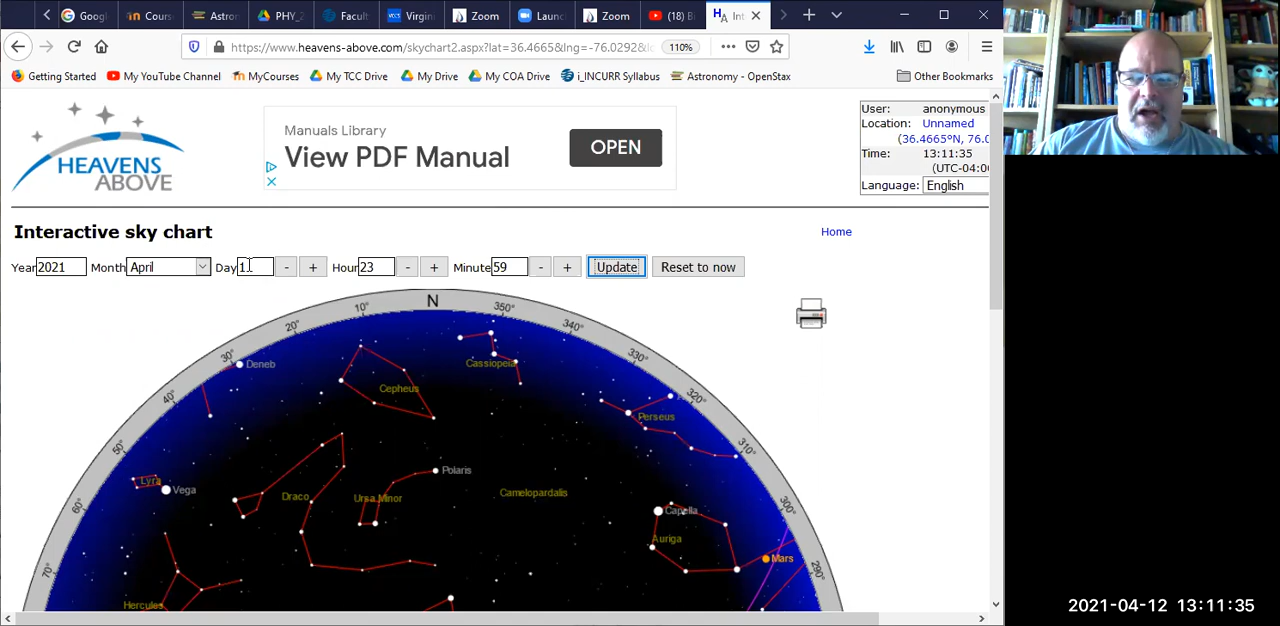 Googl
Cours
Astron
PHY_2
Facult
VCCS
Virgini
Zoom
Launc
Zoom
(18) B
HA
Int
https://www.heavens-above.com/skychart2.aspx?lat=36.4665&lng=-76.0292&l
110%
Getting Started
My YouTube Channel
MyCourses
My TCC Drive
My Drive
My COA Drive
i_INCURR Syllabus
Astronomy - OpenStax
Other Bookmarks
HEAVENS
ABOVE
Manuals Library
View PDF Manual
OPEN
User: anonymous
Location: Unnamed
(36.4665°N, 76.0
Time: 13:11:35
(UTC-04:0
Language: English
Interactive sky chart
Home
Year 2021 Month April Day 1 - + Hour 23 - + Minute 59 - + Update Reset to now
N
10°
350°
20°
340°
30°
Deneb
Cassiopeia
330°
Cepheus
40°
320°
Perseus
50°
310°
Polaris
Lyra
Vega
Draco
Ursa Minor
Camelopardalis
60°
300°
Capella
Auriga
Mars
70°
290°
Hercules
2021-04-12 13:11:35